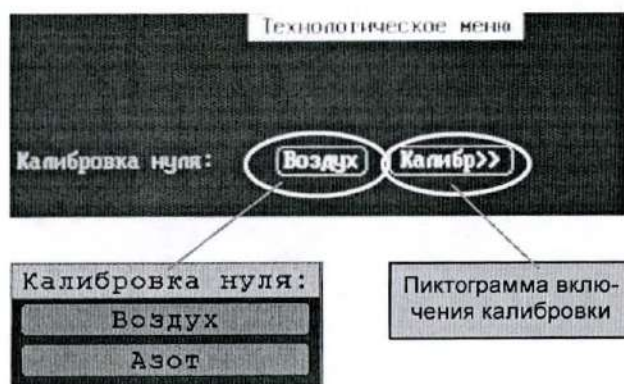 Технологическое меню
Калибровка нуля: Воздух Калибр>>
Калибровка нуля:
Воздух
Азот
Пиктограмма вклю-
чения калибровки